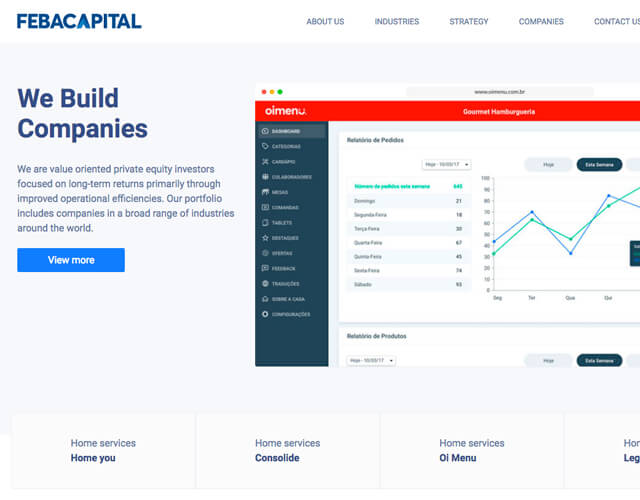 FEBACAPITAL
ABOUT US INDUSTRIES STRATEGY COMPANIES CONTACT US
We Build
Companies
We are value oriented private equity investors
focused on long-term returns primarily through
improved operational efficiencies. Our portfolio
includes companies in a broad range of industries
around the world.
View more
www.oimenu.com.br
oimenu.
Gourmet Hamburgueria
DASHBOARD
CATEGORIAS
CARDÁPIO
COLABORADORES
MESAS
COMANDAS
TABLETS
DESTAQUES
OFERTAS
FEEDBACK
TRADUÇÕES
SOBRE A CASA
CONFIGURAÇÕES
Relatório de Pedidos
Hoje - 10/03/17
Hoje
Esta Semana
Número de pedidos esta semana 645
Domingo 21
Segunda-Feira 18
Terça-Feira 30
Quarta-Feira 67
Quinta-Feira 45
Sexta-Feira 74
Sábado 93
100
90
80
70
60
50
40
30
20
10
0
Seg Ter Qua Qui
Relatório de Produtos
Hoje - 10/03/17
Hoje
Esta Semana
Home services
Home you
Home services
Consolide
Home services
Oi Menu
Hom
Leg